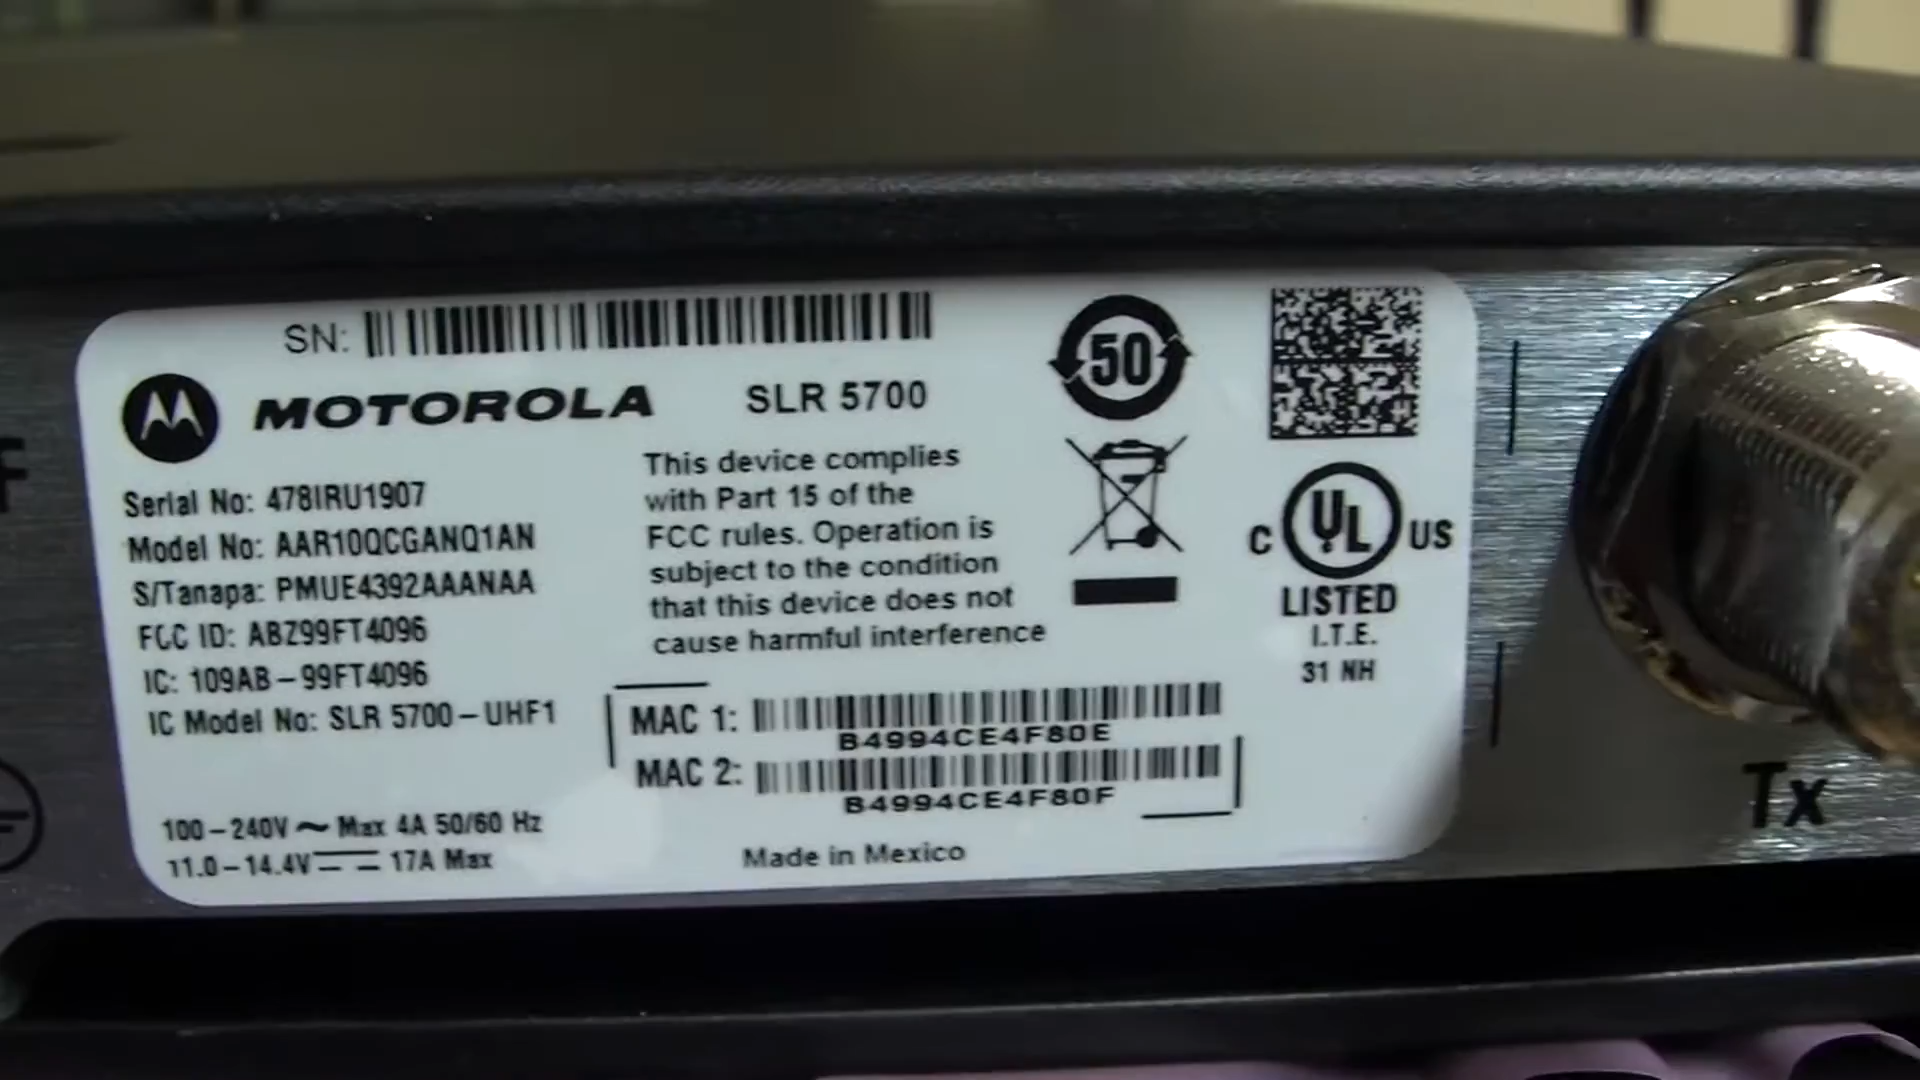 SN:
MOTOROLA SLR 5700
Serial No: 478IRU1907
Model No: AAR10QCGANQ1AN
S/Tanapa: PMUE4392AAANAA
FCC ID: ABZ99FT4096
IC: 109AB-99FT4096
IC Model No: SLR 5700-UHF1
100-240V ~ Max 4A 50/60 Hz
11.0-14.4V ⎓ 17A Max
This device complies
with Part 15 of the
FCC rules. Operation is
subject to the condition
that this device does not
cause harmful interference
MAC 1:
B4994CE4F80E
MAC 2:
B4994CE4F80F
Made in Mexico
50
C UL US
LISTED
I.T.E.
31 NH
Tx